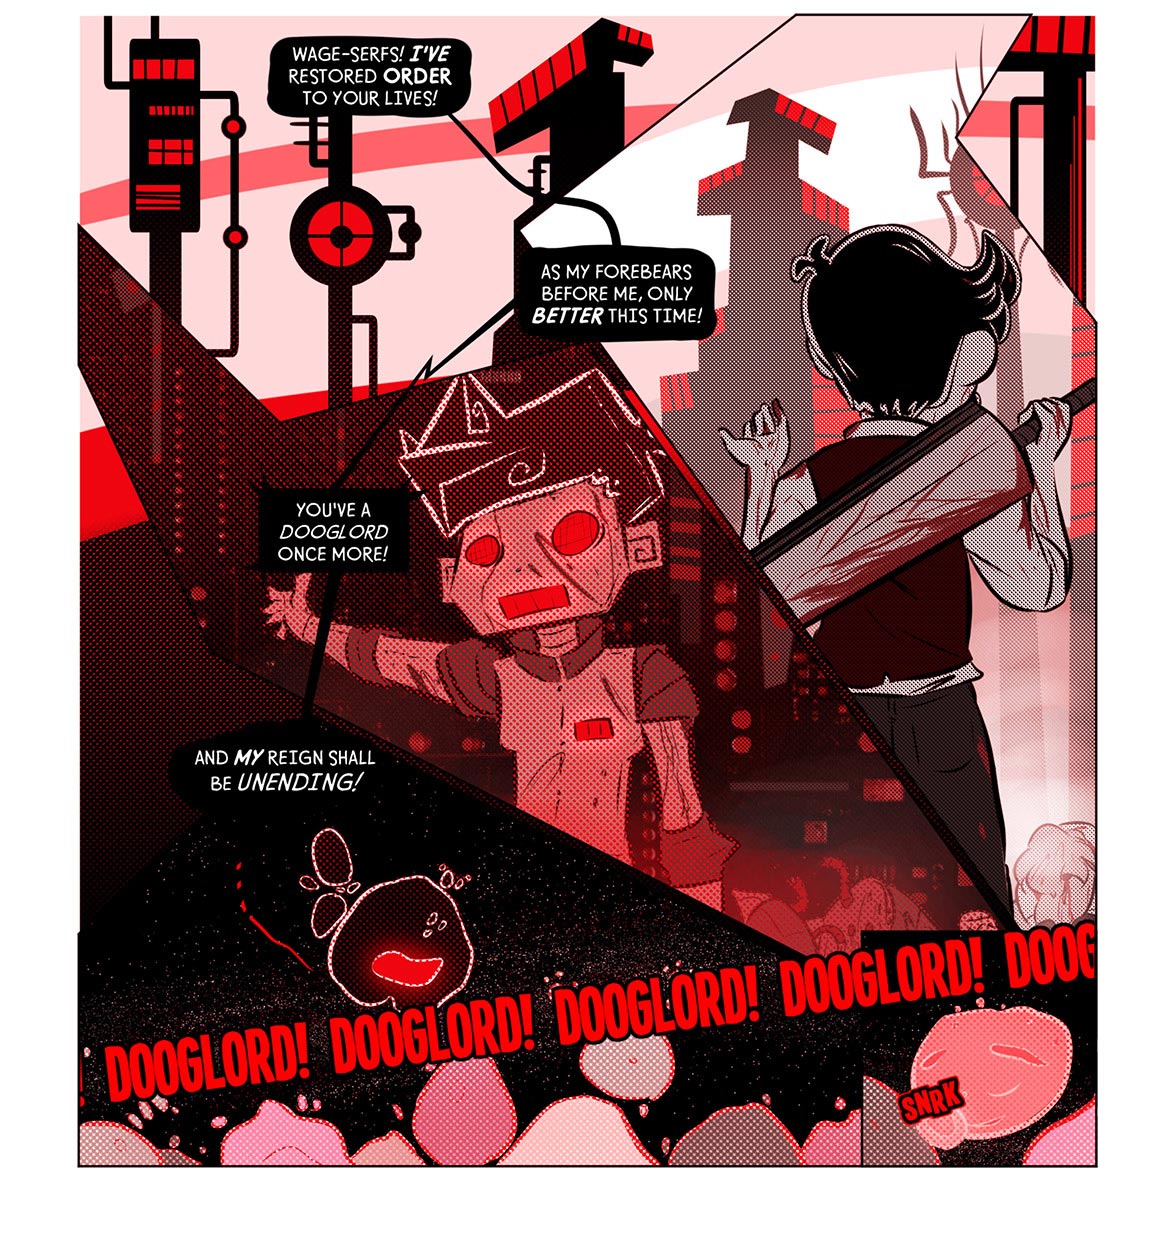 WAGE-SERFS! I'VE
RESTORED ORDER
TO YOUR LIVES!
AS MY FOREBEARS
BEFORE ME, ONLY
BETTER THIS TIME!
YOU'VE A
DOOGLORD
ONCE MORE!
AND MY REIGN SHALL
BE UNENDING!
DOOGLORD! DOOGLORD! DOOGLORD! DOOGLORD! DOOG
SNRK